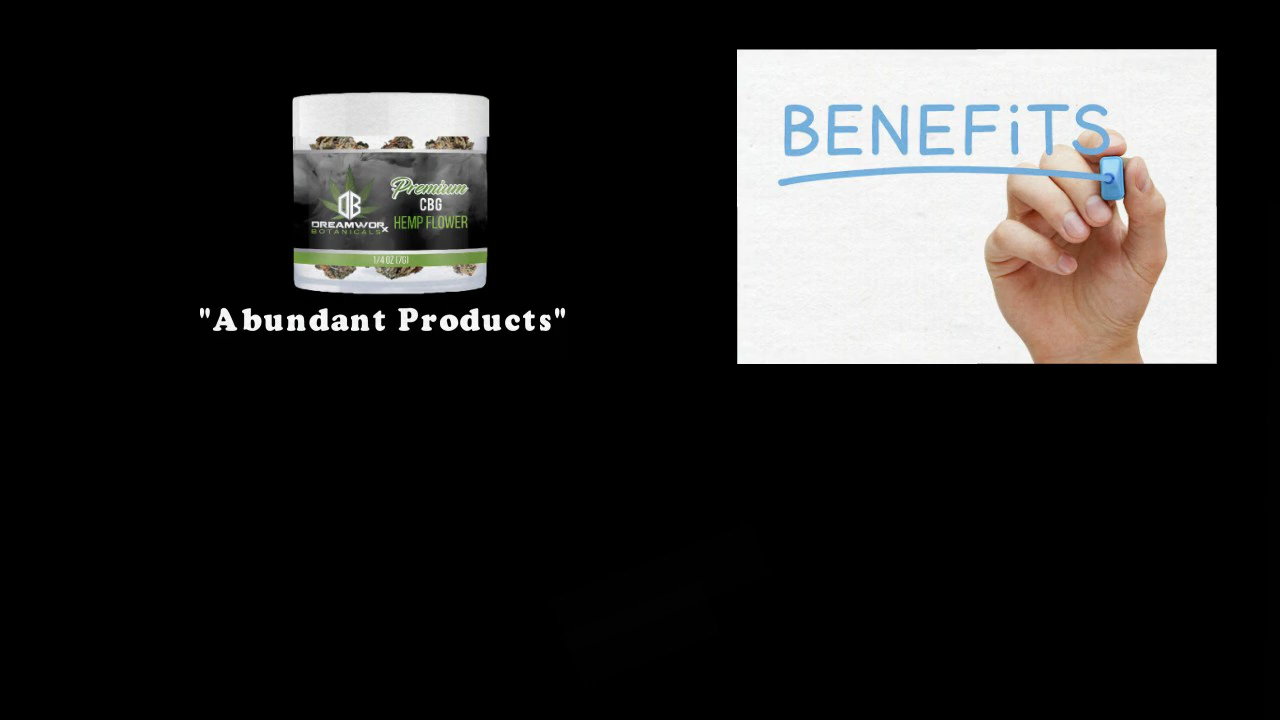 Premium
CBG
HEMP FLOWER
DREAMWORx
BOTANICALS
1/4 OZ (7G)
"Abundant Products"
BENEFiTS